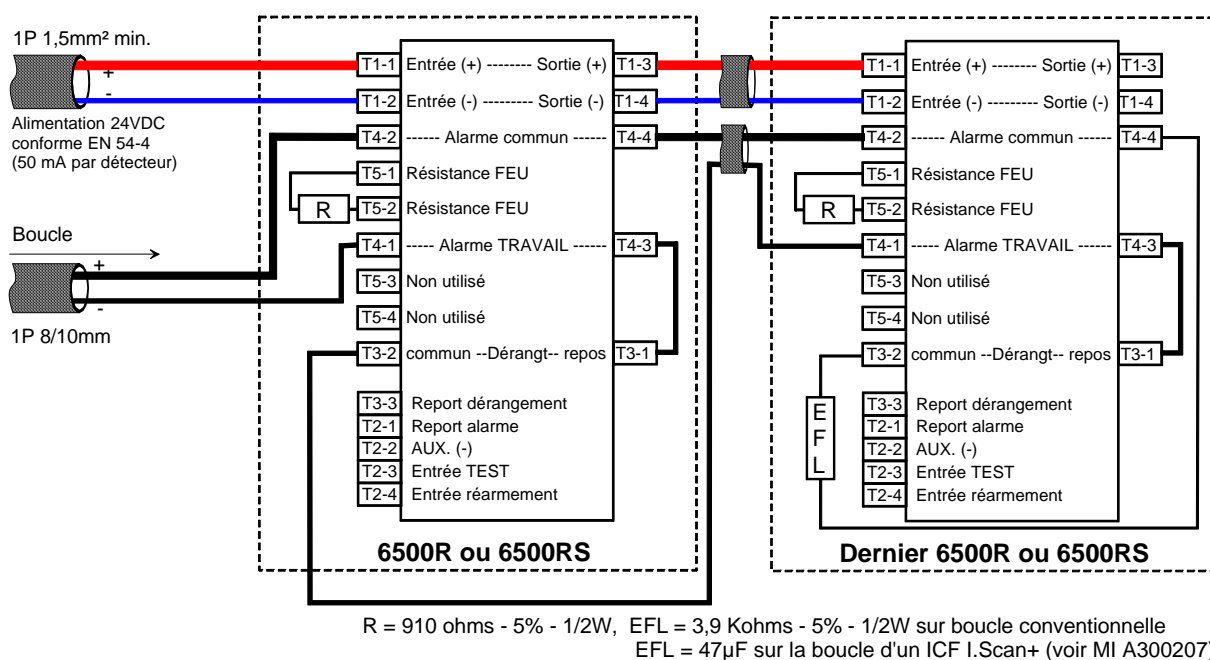 1P 1,5mm² min.
+
-
Alimentation 24VDC
conforme EN 54-4
(50 mA par détecteur)
Boucle
+
-
1P 8/10mm
T1-1 Entrée (+) -------- Sortie (+) T1-3
T1-2 Entrée (-) --------- Sortie (-) T1-4
T4-2 ------ Alarme commun ------ T4-4
T5-1 Résistance FEU
R
T5-2 Résistance FEU
T4-1 ----- Alarme TRAVAIL ------ T4-3
T5-3 Non utilisé
T5-4 Non utilisé
T3-2 commun --Dérangt-- repos T3-1
T3-3 Report dérangement
T2-1 Report alarme
T2-2 AUX. (-)
T2-3 Entrée TEST
T2-4 Entrée réarmement
6500R ou 6500RS
T1-1 Entrée (+) -------- Sortie (+) T1-3
T1-2 Entrée (-) --------- Sortie (-) T1-4
T4-2 ------ Alarme commun ------ T4-4
T5-1 Résistance FEU
R
T5-2 Résistance FEU
T4-1 ----- Alarme TRAVAIL ------ T4-3
T5-3 Non utilisé
T5-4 Non utilisé
T3-2 commun --Dérangt-- repos T3-1
EFL
T3-3 Report dérangement
T2-1 Report alarme
T2-2 AUX. (-)
T2-3 Entrée TEST
T2-4 Entrée réarmement
Dernier 6500R ou 6500RS
R = 910 ohms - 5% - 1/2W, EFL = 3,9 Kohms - 5% - 1/2W sur boucle conventionnelle
EFL = 47µF sur la boucle d'un ICF I.Scan+ (voir MI A300207)